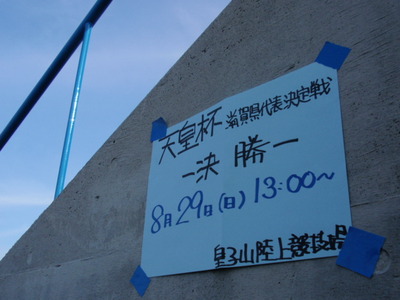 天皇杯 滋賀県代表決定戦
ー決 勝ー
8月29日(日)13:00〜
皇子山陸上競技場